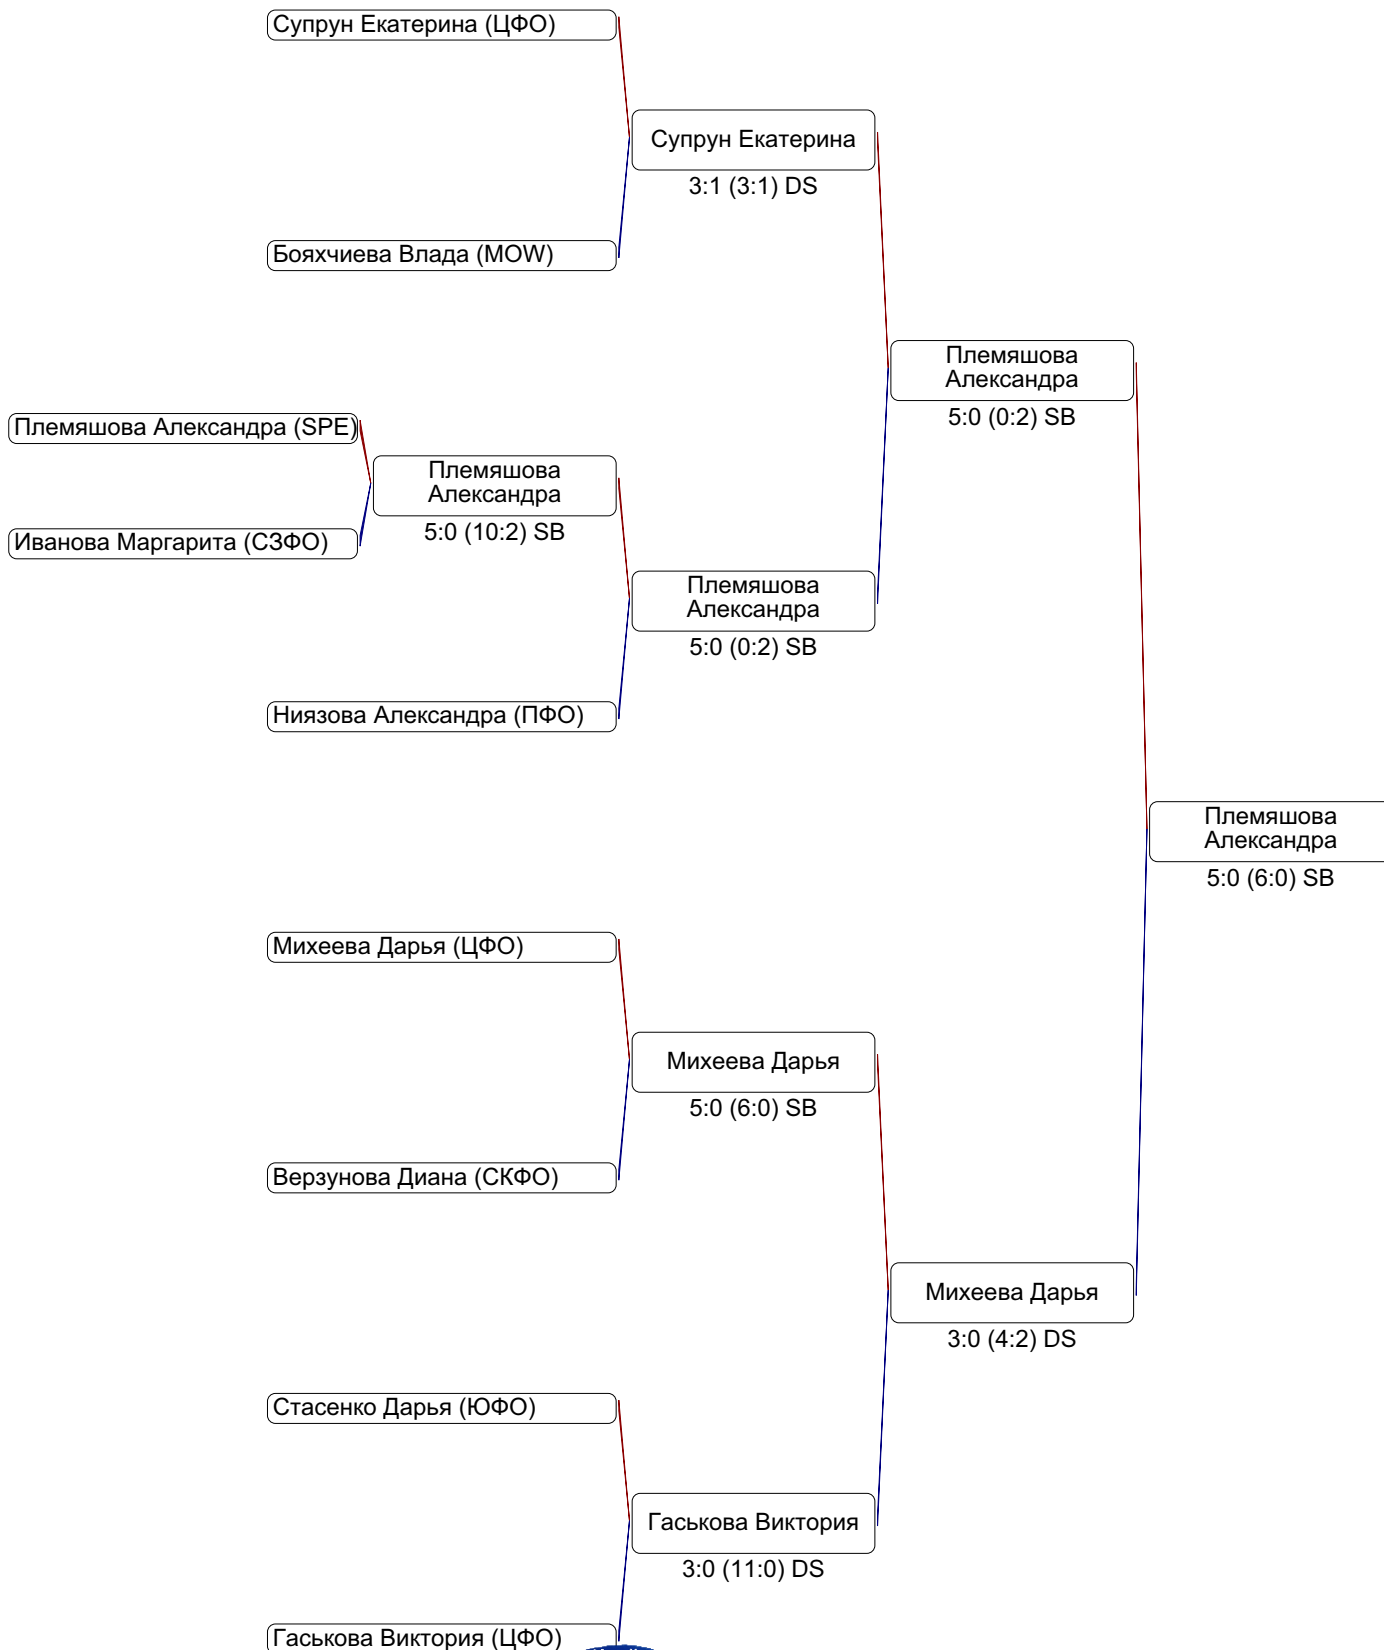 Супрун Екатерина (ЦФО)
Супрун Екатерина
3:1 (3:1) DS
Бояхчиева Влада (MOW)
Племяшова
Александра
5:0 (0:2) SB
Племяшова Александра (SPE)
Племяшова
Александра
5:0 (10:2) SB
Иванова Маргарита (СЗФО)
Племяшова
Александра
5:0 (0:2) SB
Ниязова Александра (ПФО)
Племяшова
Александра
5:0 (6:0) SB
Михеева Дарья (ЦФО)
Михеева Дарья
5:0 (6:0) SB
Верзунова Диана (СКФО)
Михеева Дарья
3:0 (4:2) DS
Стасенко Дарья (ЮФО)
Гаськова Виктория
3:0 (11:0) DS
Гаськова Виктория (ЦФО)